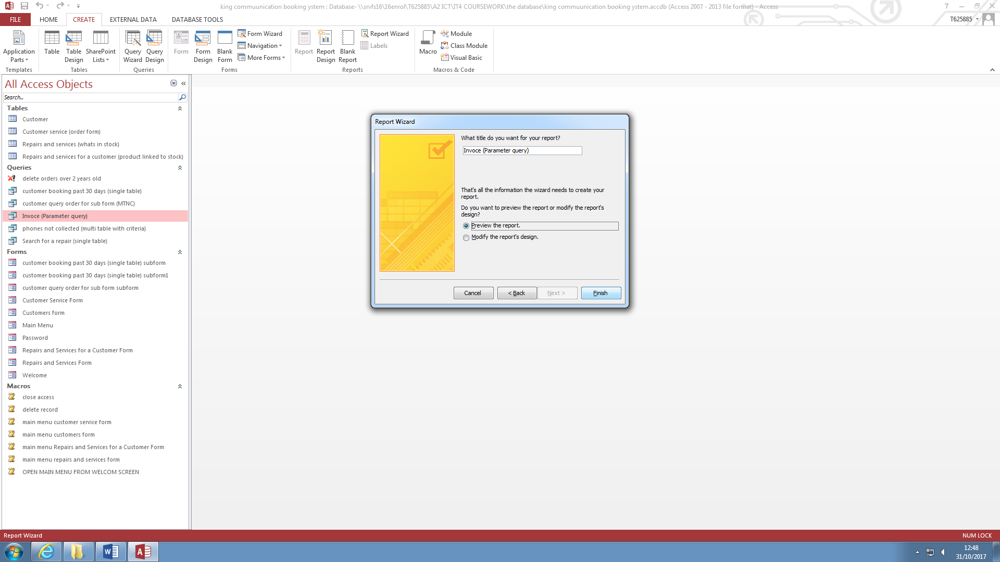 king commuunication booking ystem : Database- \\srvfs16\16enrol\T625885\A2 ICT\IT4 COURSEWORK\the database\king commuunication booking ystem.accdb (Access 2007 - 2013 file format) - Access
FILE HOME CREATE EXTERNAL DATA DATABASE TOOLS T625885
Application Parts
Table
Table Design
SharePoint Lists
Query Wizard
Query Design
Form
Form Design
Blank Form
Form Wizard
Navigation
More Forms
Report
Report Design
Blank Report
Report Wizard
Labels
Macro
Module
Class Module
Visual Basic
Templates Tables Queries Forms Reports Macros & Code
All Access Objects
Search...
Tables
Customer
Customer service (order form)
Repairs and services (whats in stock)
Repairs and services for a customer (product linked to stock)
Queries
delete orders over 2 years old
customer booking past 30 days (single table)
customer query order for sub form (MTNC)
Invoce (Parameter query)
phones not collected (multi table with criteria)
Search for a repair (single table)
Forms
customer booking past 30 days (single table) subform
customer booking past 30 days (single table) subform1
customer query order for sub form subform
Customer Service Form
Customers form
Main Menu
Password
Repairs and Services for a Customer Form
Repairs and Services Form
Welcome
Macros
close access
delete record
main menu customer service form
main menu customers form
main menu Repairs and Services for a Customer Form
main menu repairs and services form
OPEN MAIN MENU FROM WELCOM SCREEN
Report Wizard
What title do you want for your report?
Invoce (Parameter query)
That's all the information the wizard needs to create your
report.
Do you want to preview the report or modify the report's
design?
Preview the report.
Modify the report's design.
Cancel < Back Next > Finish
Report Wizard NUM LOCK
12:48
31/10/2017